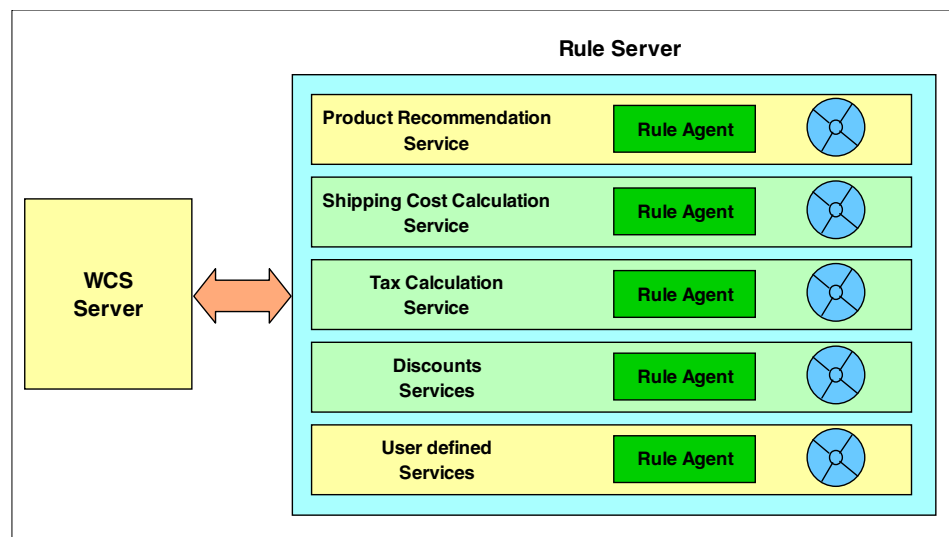 Rule Server
Product Recommendation
Service
Rule Agent
Shipping Cost Calculation
Service
Rule Agent
WCS
Server
Tax Calculation
Service
Rule Agent
Discounts
Services
Rule Agent
User defined
Services
Rule Agent